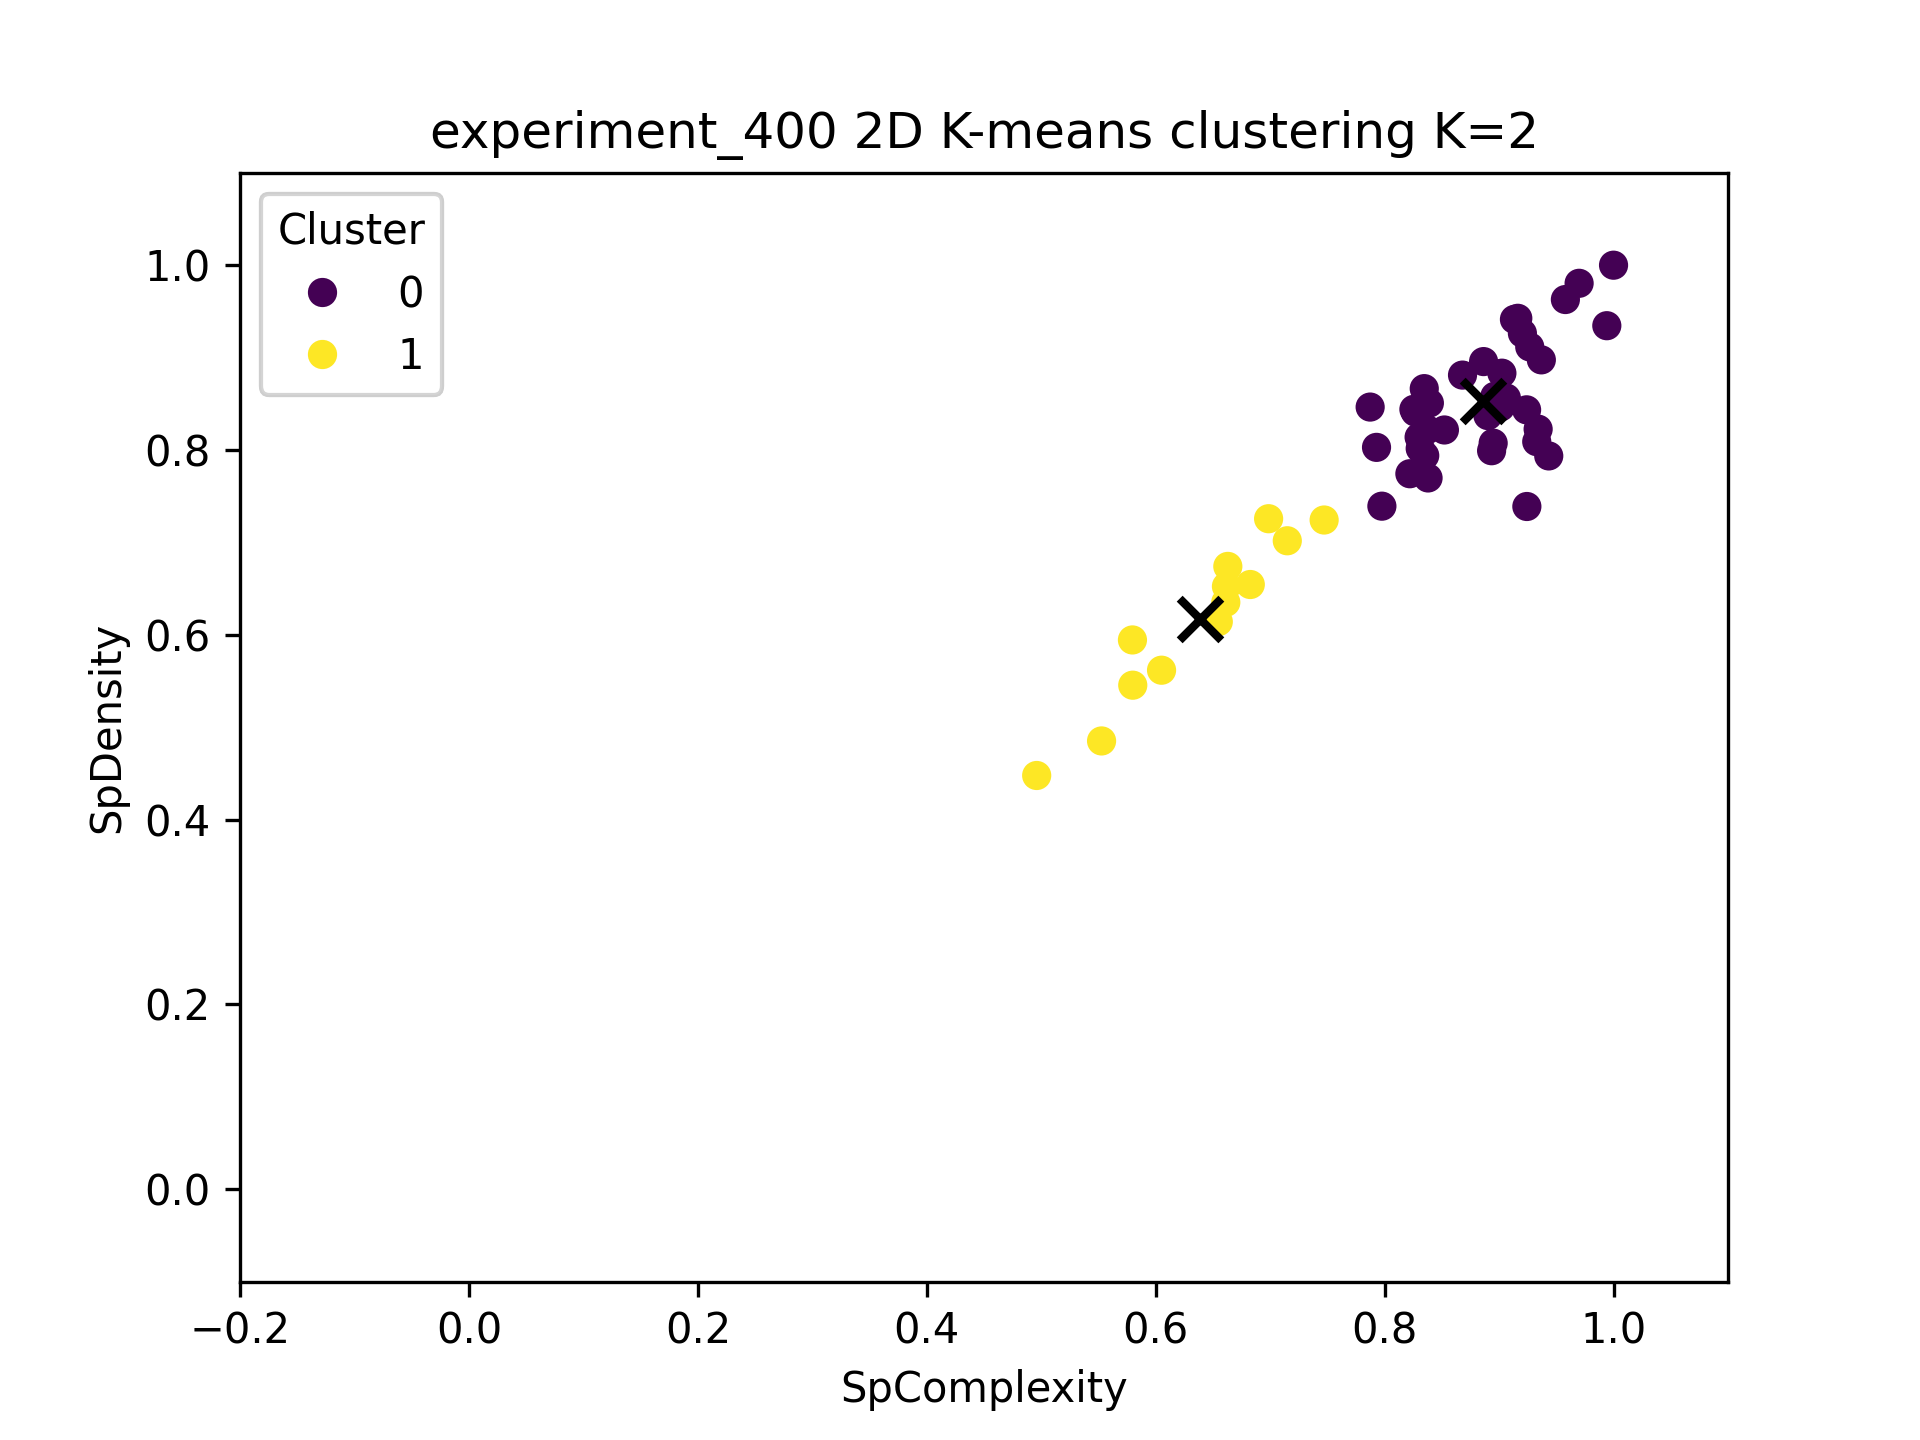 experiment_400 2D K-means clustering K=2
Cluster
0
1
1.0
0.8
0.6
0.4
0.2
0.0
SpDensity
−0.2 0.0 0.2 0.4 0.6 0.8 1.0
SpComplexity